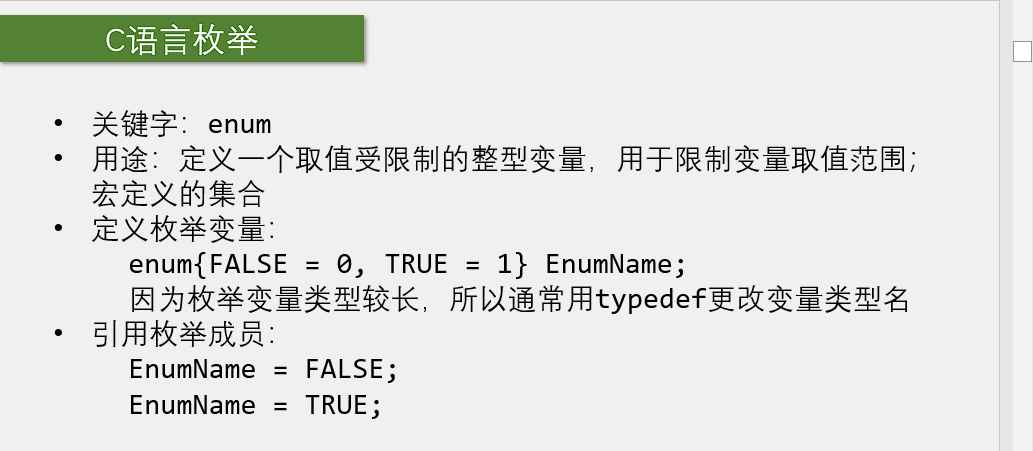 C语言枚举
• 关键字：enum
• 用途：定义一个取值受限制的整型变量，用于限制变量取值范围；
宏定义的集合
• 定义枚举变量：
enum{FALSE = 0, TRUE = 1} EnumName;
因为枚举变量类型较长，所以通常用typedef更改变量类型名
• 引用枚举成员：
EnumName = FALSE;
EnumName = TRUE;